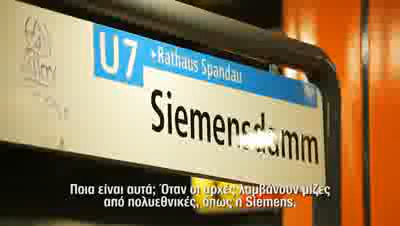 U7
▸Rathaus Spandau
Siemensdamm
Ποια είναι αυτά; Όταν οι αρχές λαμβάνουν μίζες
από πολυεθνικές, όπως η Siemens,